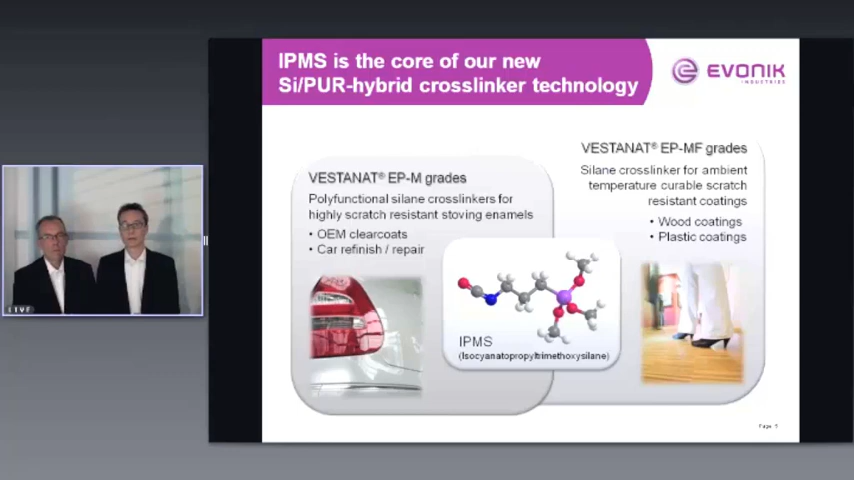 IPMS is the core of our new
Si/PUR-hybrid crosslinker technology
EVONIK
INDUSTRIES
VESTANAT® EP-M grades
Polyfunctional silane crosslinkers for
highly scratch resistant stoving enamels
• OEM clearcoats
• Car refinish / repair
VESTANAT® EP-MF grades
Silane crosslinker for ambient
temperature curable scratch
resistant coatings
• Wood coatings
• Plastic coatings
IPMS
(Isocyanatopropyltrimethoxysilane)
LIVE
Page